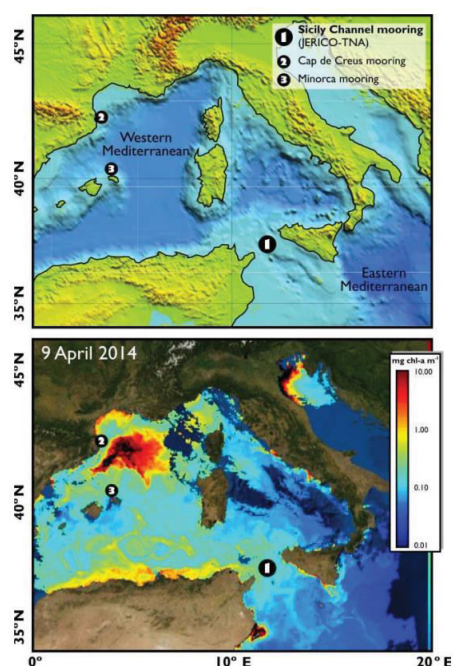 45°N
40°N
35°N
1 Sicily Channel mooring
(JERICO-TNA)
2 Cap de Creus mooring
3 Minorca mooring
2
Western
Mediterranean
3
1
Eastern
Mediterranean
9 April 2014
45°N
40°N
35°N
mg chl-a m⁻³
10.00
1.00
0.10
0.01
2
3
1
0°
10° E
20° E